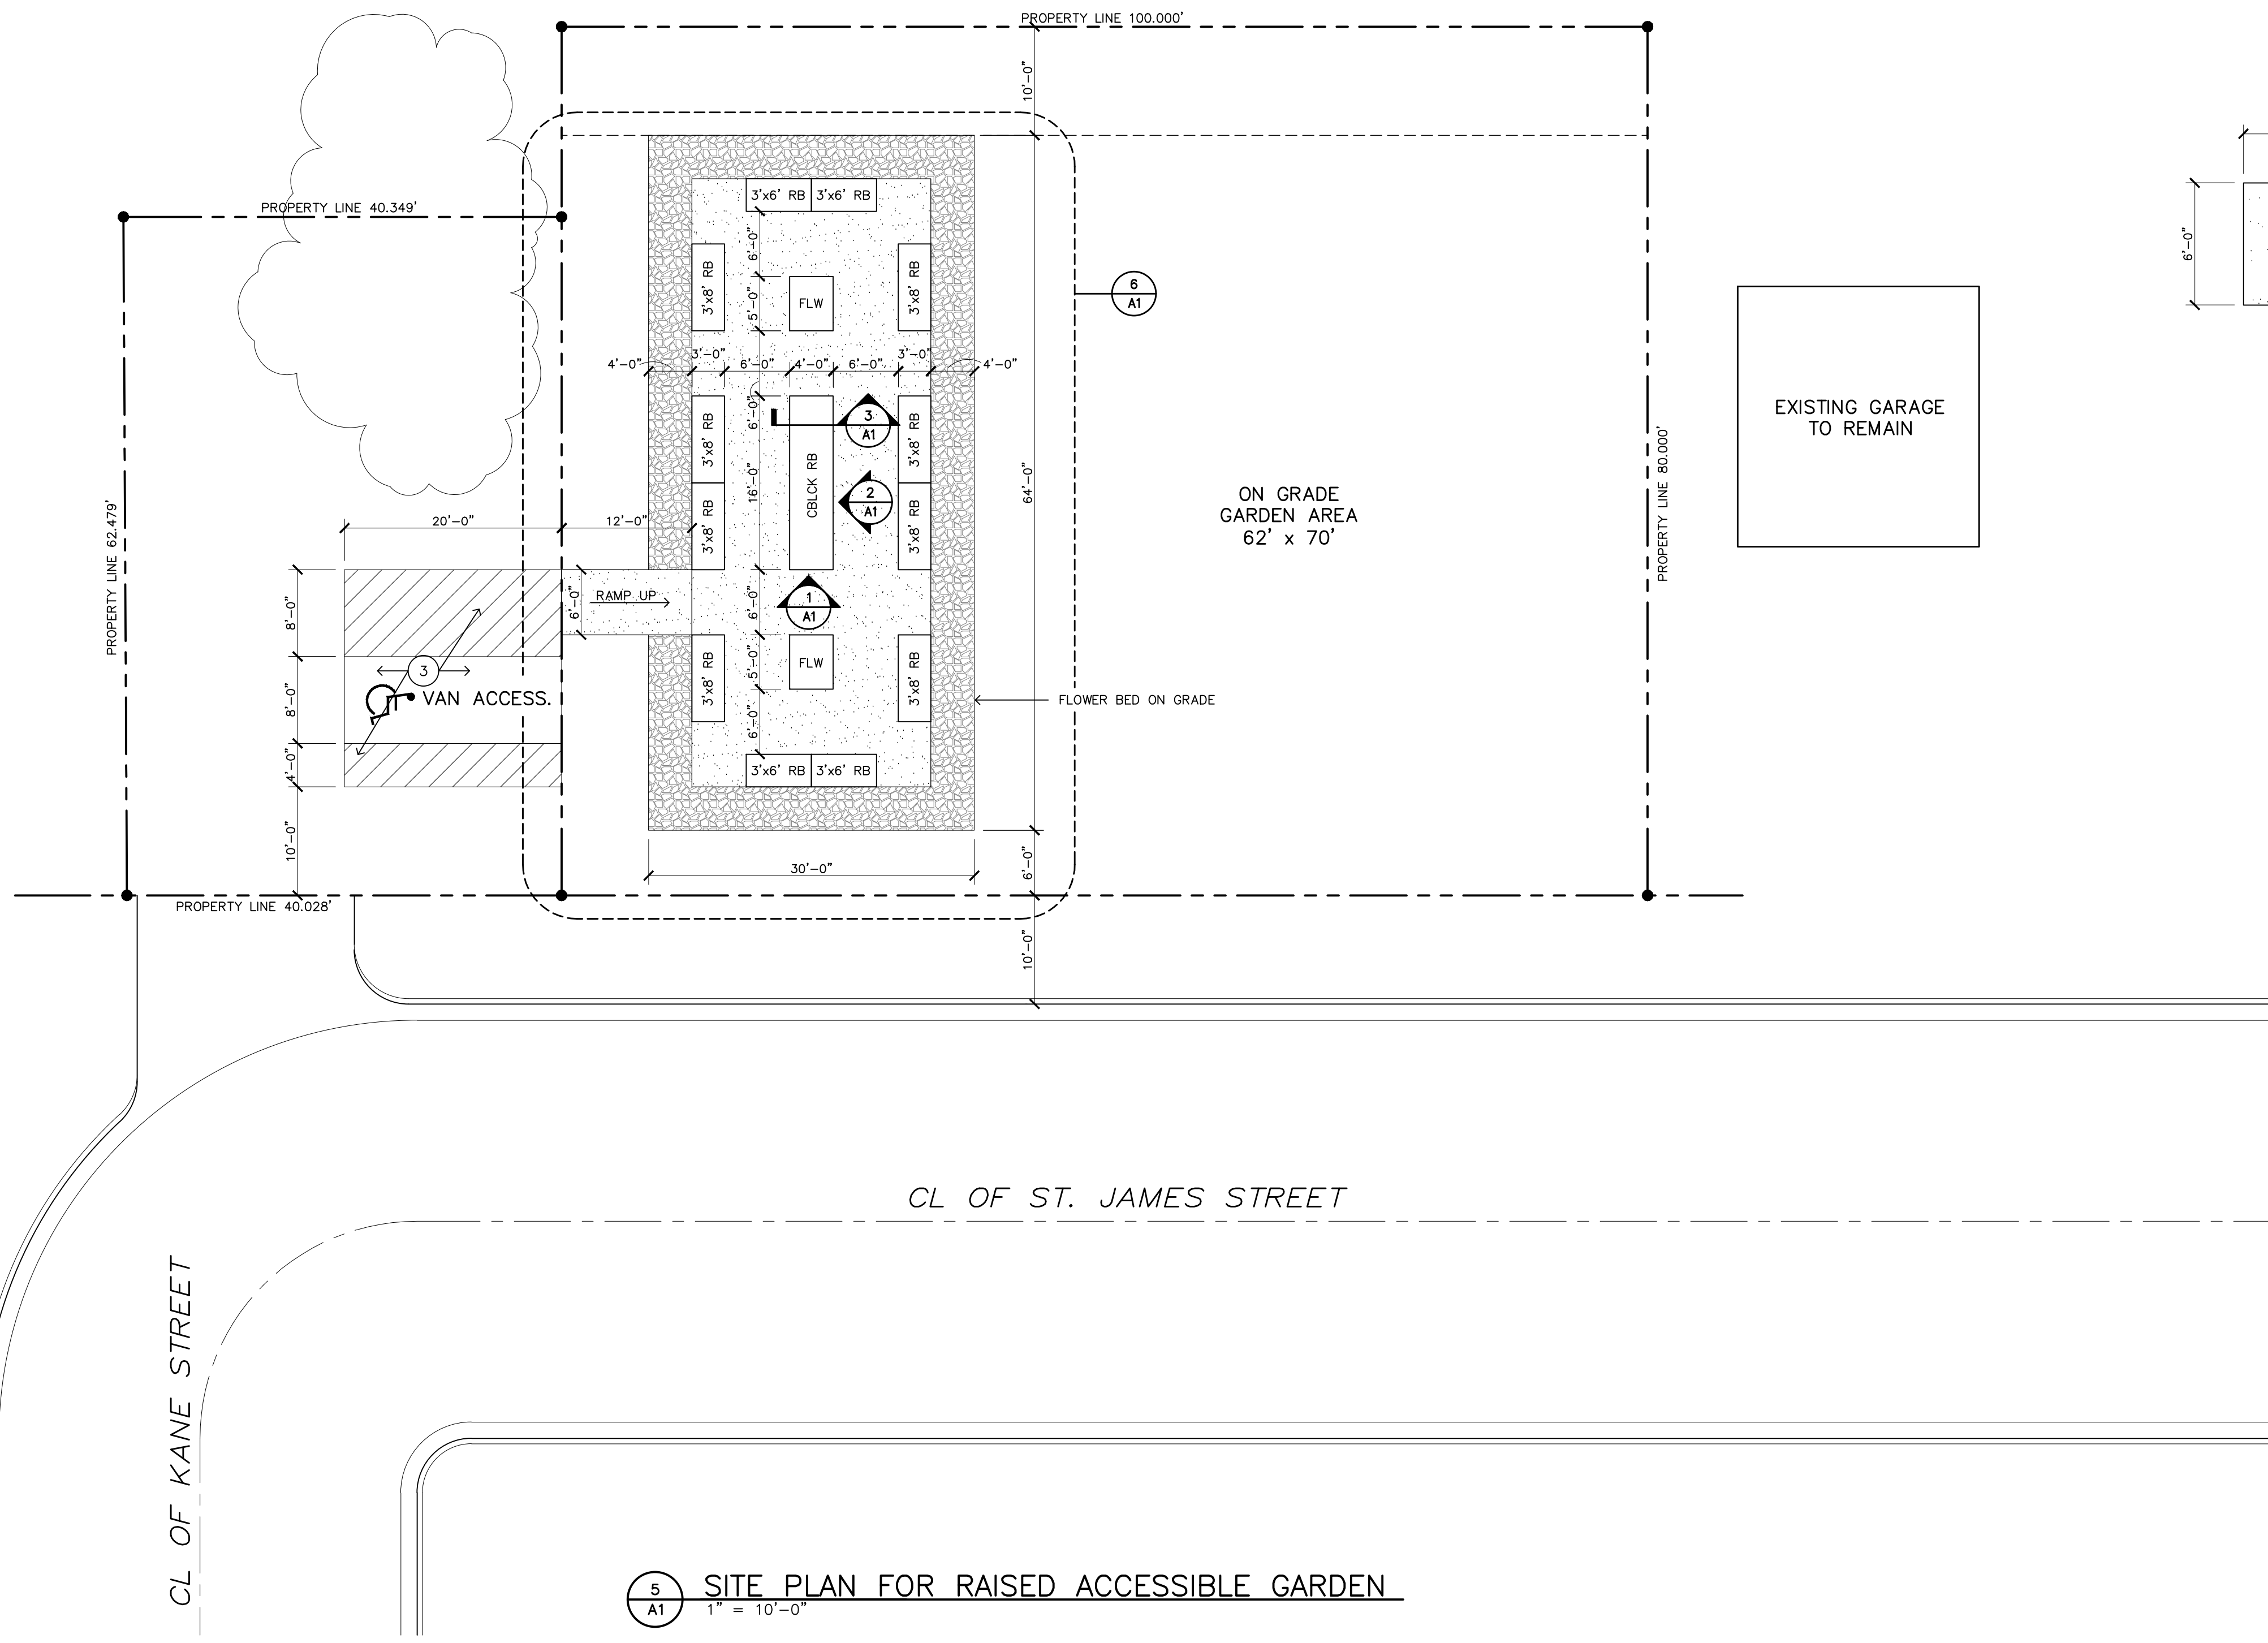 PROPERTY LINE 100.000'
10'-0"
PROPERTY LINE 40.349'
3'x6' RB
3'x6' RB
6'-0"
3'x8' RB
3'x8' RB
6'-0"
6
A1
5'-0"
FLW
EXISTING GARAGE
TO REMAIN
4'-0"
3'-0"
6'-0"
4'-0"
6'-0"
3'-0"
4'-0"
6'-0"
3
A1
3'x8' RB
3'x8' RB
CBLCK RB
16'-0"
64'-0"
2
A1
PROPERTY LINE 80.000'
ON GRADE
GARDEN AREA
62' x 70'
20'-0"
12'-0"
3'x8' RB
3'x8' RB
PROPERTY LINE 62.479'
8'-0"
6'-0"
RAMP UP
6'-0"
1
A1
3
8'-0"
VAN ACCESS.
3'x8' RB
5'-0"
FLW
3'x8' RB
FLOWER BED ON GRADE
6'-0"
4'-0"
3'x6' RB
3'x6' RB
10'-0"
30'-0"
6'-0"
PROPERTY LINE 40.028'
10'-0"
CL OF ST. JAMES STREET
CL OF KANE STREET
5
A1
SITE PLAN FOR RAISED ACCESSIBLE GARDEN
1" = 10'-0"